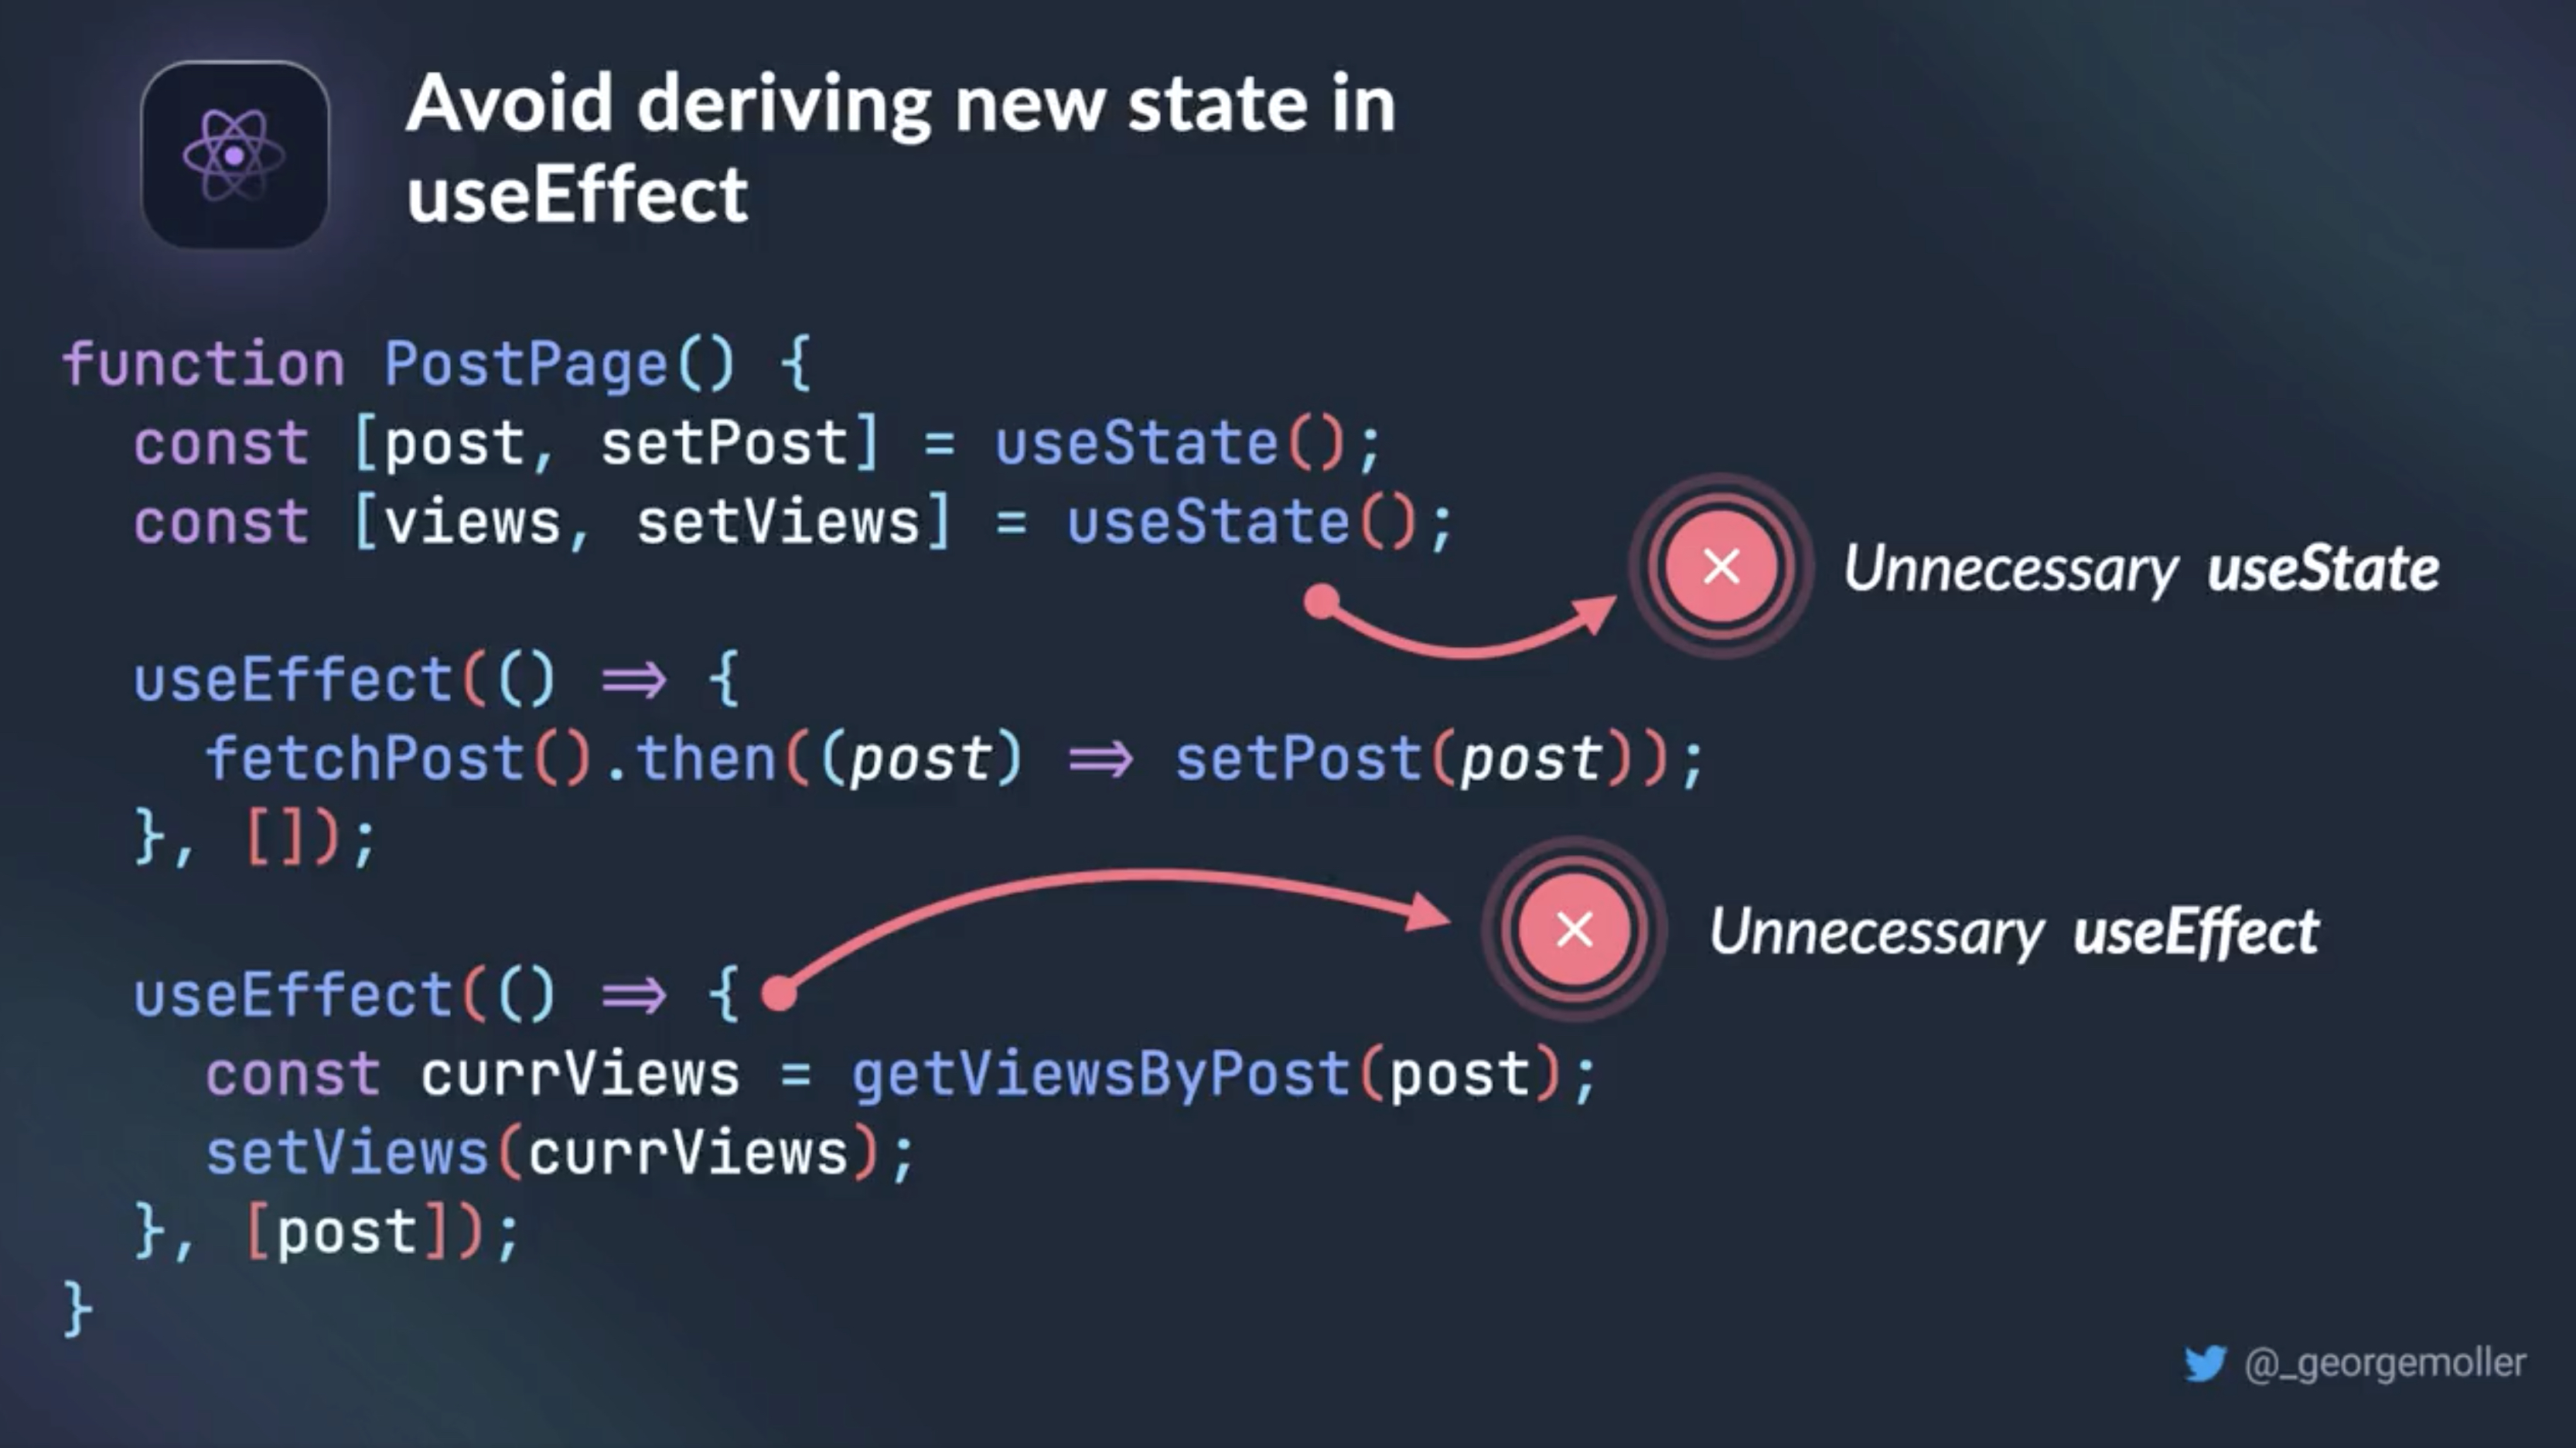 Avoid deriving new state in
useEffect
function PostPage() {
const [post, setPost] = useState();
const [views, setViews] = useState();
Unnecessary useState
useEffect(() => {
fetchPost().then((post) => setPost(post));
}, []);
Unnecessary useEffect
useEffect(() => {
const currViews = getViewsByPost(post);
setViews(currViews);
}, [post]);
}
@_georgemoller